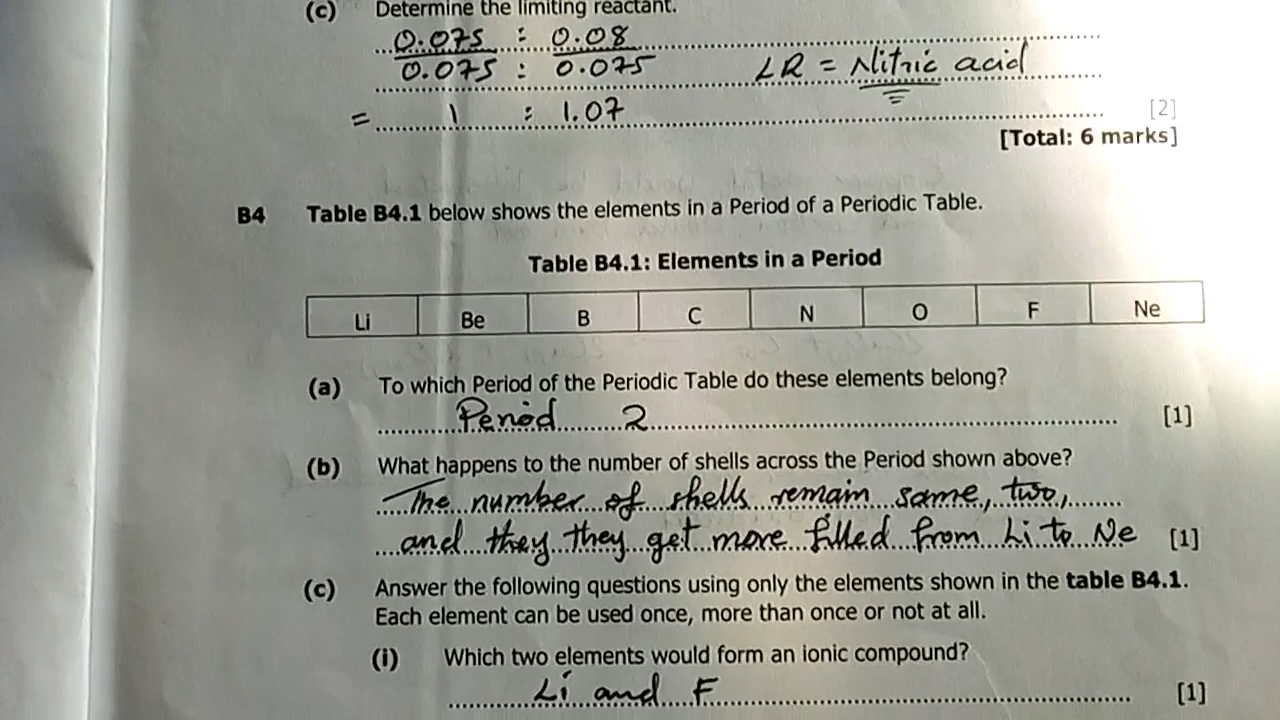 (c) Determine the limiting reactant.
0.075 : 0.08
0.075 : 0.075 LR = Nitric acid
= 1 : 1.07 [2]
[Total: 6 marks]
B4 Table B4.1 below shows the elements in a Period of a Periodic Table.
Table B4.1: Elements in a Period
Li Be B C N O F Ne
(a) To which Period of the Periodic Table do these elements belong?
Period 2 [1]
(b) What happens to the number of shells across the Period shown above?
The number of shells remain same, two,
and they they get more filled from Li to Ne [1]
(c) Answer the following questions using only the elements shown in the table B4.1.
Each element can be used once, more than once or not at all.
(i) Which two elements would form an ionic compound?
Li and F [1]